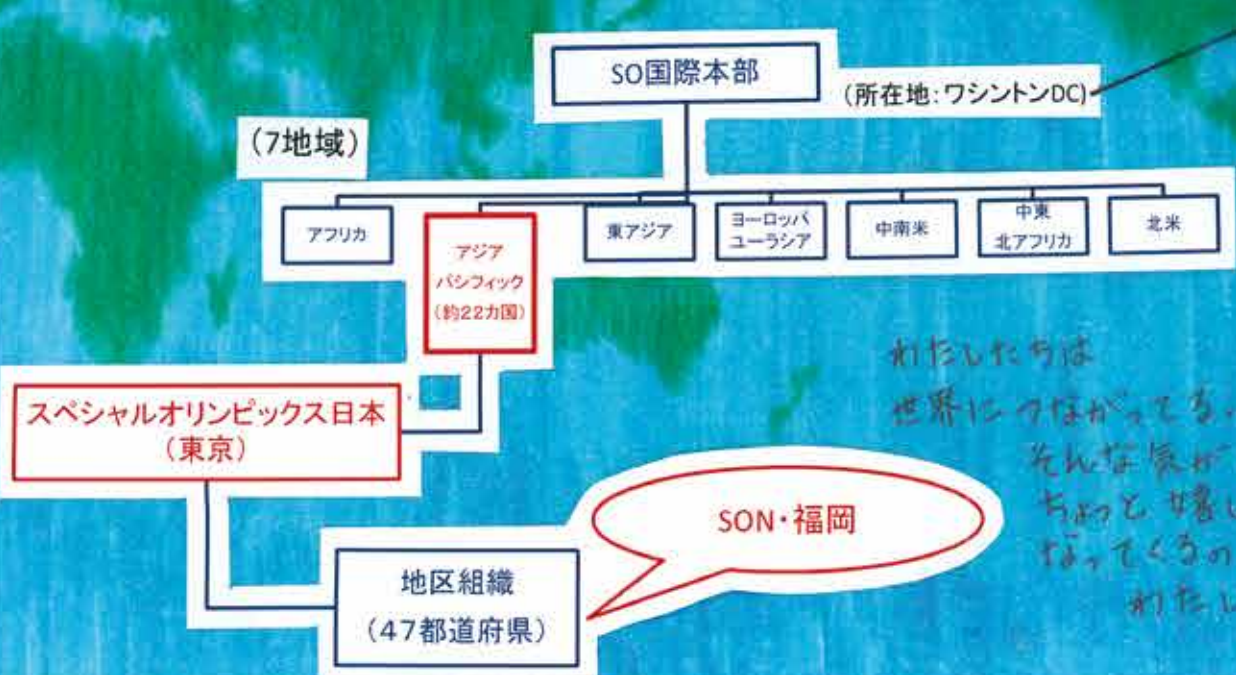 SO国際本部
(所在地:ワシントンDC)
(7地域)
アフリカ
アジア
パシフィック
(約22カ国)
東アジア
ヨーロッパ
ユーラシア
中南米
中東
北アフリカ
北米
スペシャルオリンピックス日本
(東京)
SON・福岡
地区組織
(47都道府県)
わたしたちは
世界につながってる
そんな気が
ちょっと嬉し
なってくるの
わたし